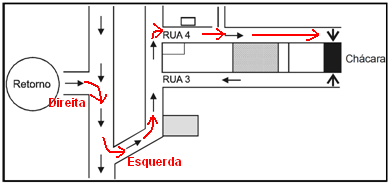 RUA 4
Chácara
Retorno
RUA 3
Direita
Esquerda